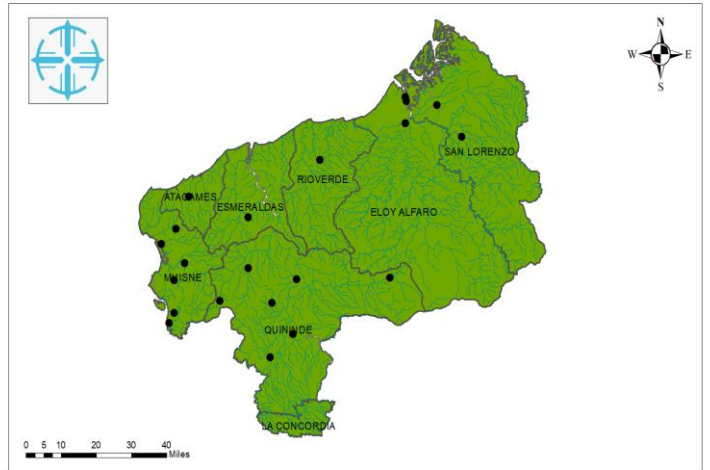 N
W E
S
SAN LORENZO
RIOVERDE
ATACAMES
ESMERALDAS
ELOY ALFARO
MUISNE
QUININDE
LA CONCORDIA
0 5 10 20 30 40
Miles